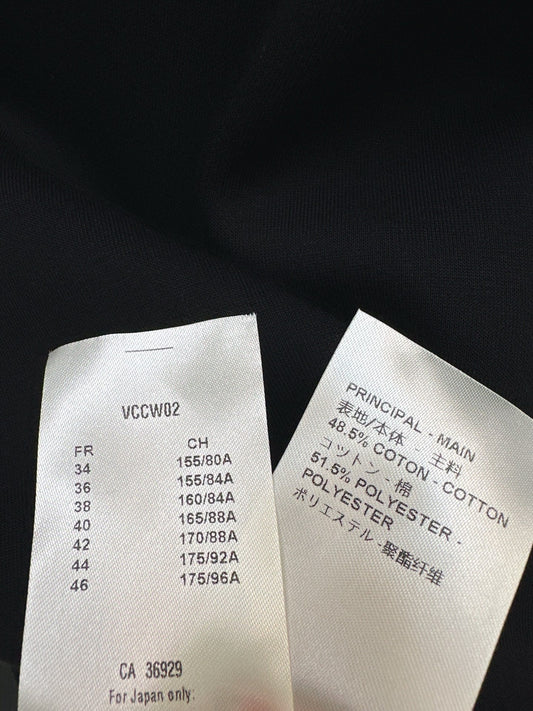 VCCW02
FR CH
34 155/80A
36 155/84A
38 160/84A
40 165/88A
42 170/88A
44 175/92A
46 175/96A
CA 36929
For Japan only:
PRINCIPAL - MAIN
表地/本体 - 主料
48.5% COTON - COTTON
コットン - 棉
51.5% POLYESTER -
POLYESTER
ポリエステル -聚酯纤维